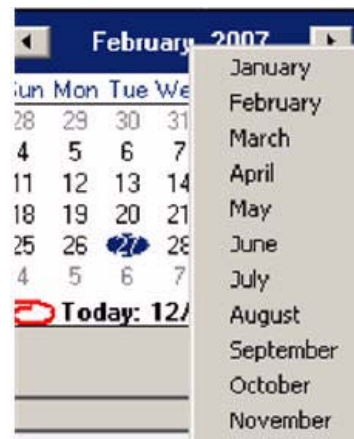 February, 2007
Sun Mon Tue We
28 29 30 31
4 5 6 7
11 12 13 14
18 19 20 21
25 26 27 28
4 5 6 7
Today: 12/
January
February
March
April
May
June
July
August
September
October
November